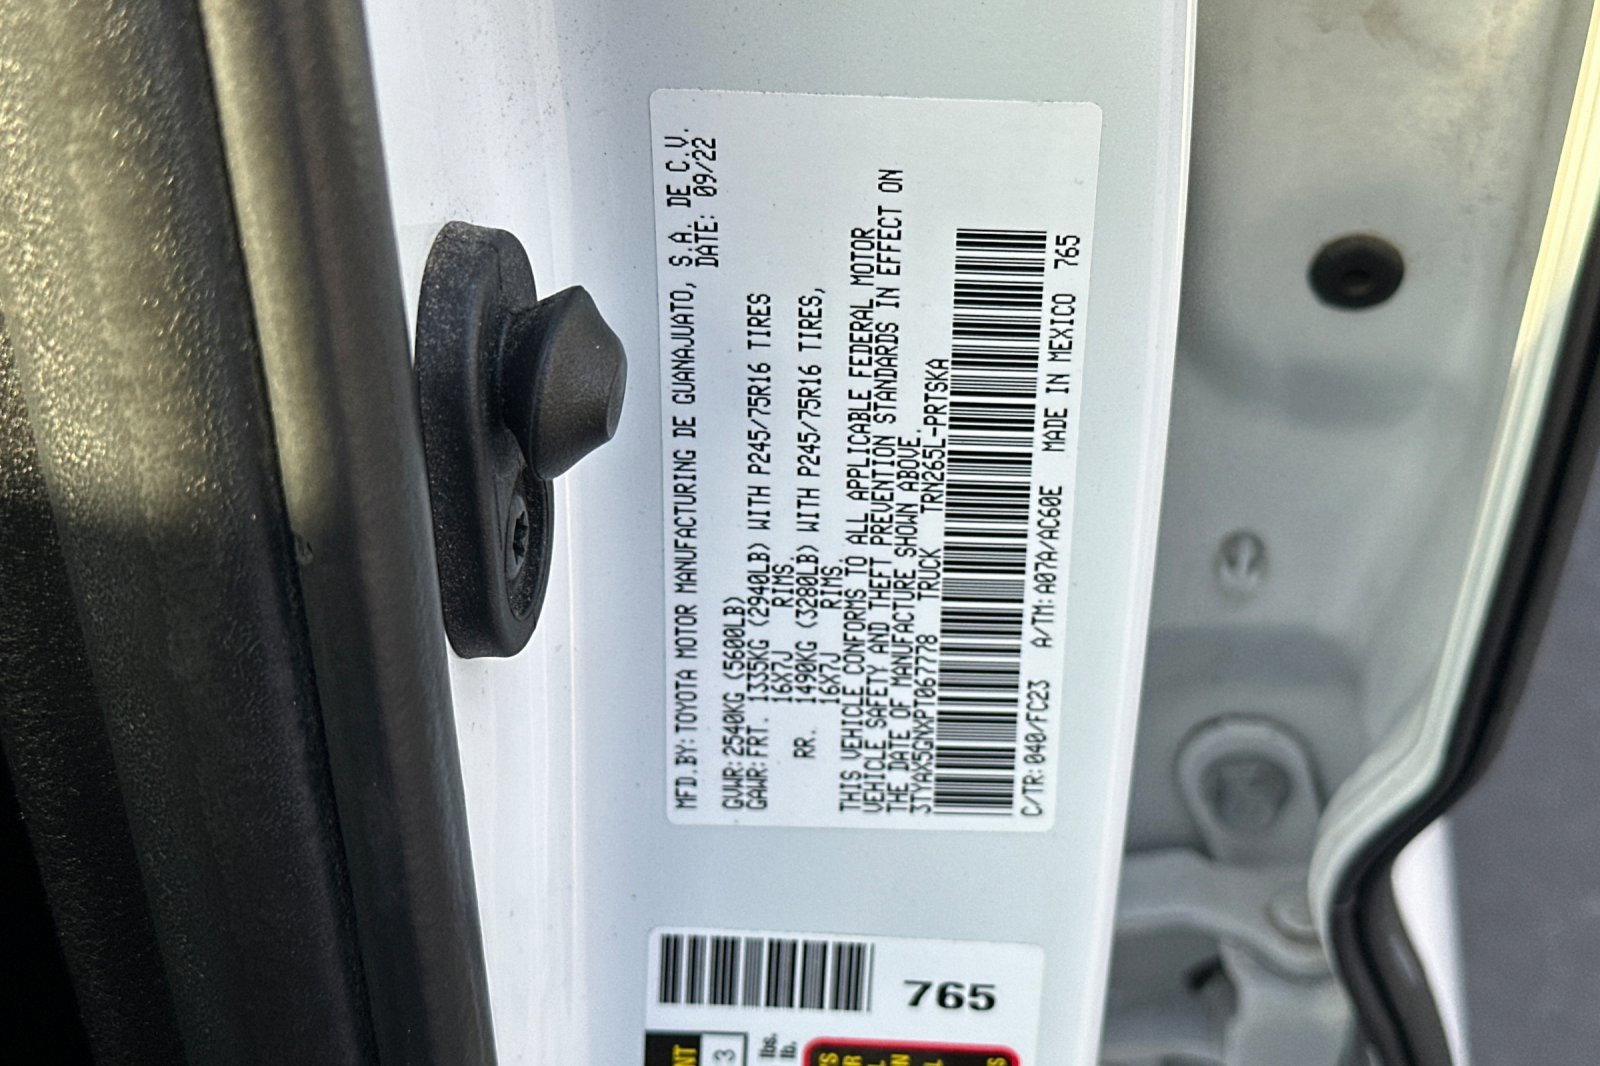 MFD.BY:TOYOTA MOTOR MANUFACTURING DE GUANAJUATO, S.A. DE C.V.
DATE: 09/22
GVWR:2540KG (5600LB)
GAWR:FRT. 1335KG (2940LB) WITH P245/75R16 TIRES
16X7J RIMS.
RR. 1490KG (3280LB) WITH P245/75R16 TIRES,
16X7J RIMS.
THIS VEHICLE CONFORMS TO ALL APPLICABLE FEDERAL MOTOR
VEHICLE SAFETY AND THEFT PREVENTION STANDARDS IN EFFECT ON
THE DATE OF MANUFACTURE SHOWN ABOVE.
3TYAX5GNXPT067778 TRUCK TRN265L-PRTSKA
C/TR:040/FC23 A/TM:A07A/AC60E MADE IN MEXICO 765
765
3
lbs.
lb.